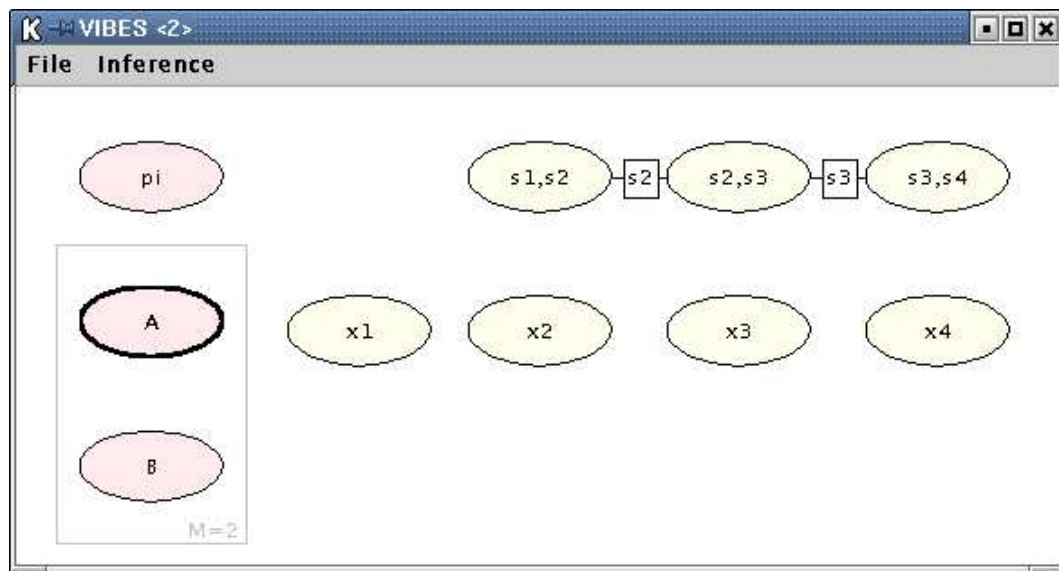 VIBES <2>
File Inference
pi
s1,s2 s2 s2,s3 s3 s3,s4
A
x1 x2 x3 x4
B
M=2